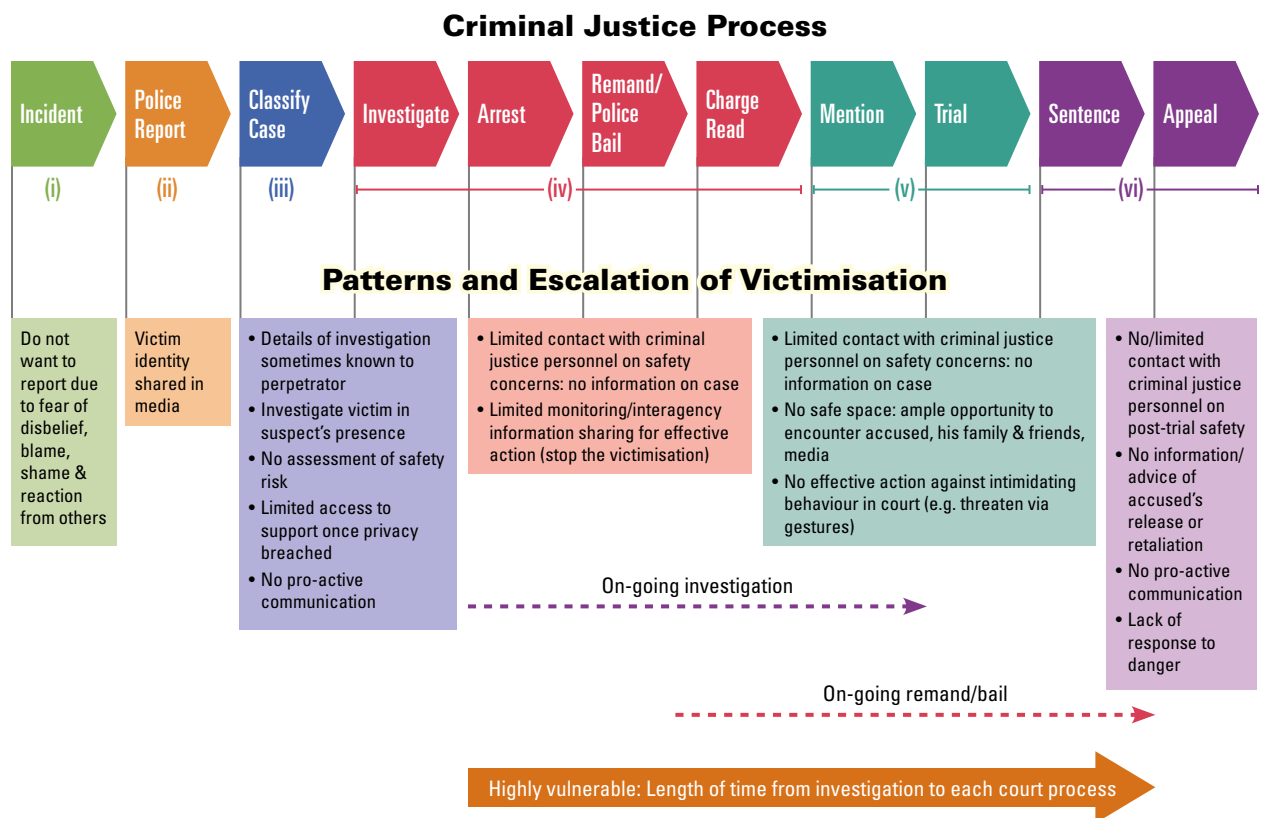 Criminal Justice Process
Incident
Police
Report
Classify
Case
Investigate
Arrest
Remand/
Police
Bail
Charge
Read
Mention
Trial
Sentence
Appeal
(i)
(ii)
(iii)
(iv)
(v)
(vi)
Patterns and Escalation of Victimisation
Do not
want to
report due
to fear of
disbelief,
blame,
shame &
reaction
from others
Victim
identity
shared in
media
• Details of investigation
sometimes known to
perpetrator
• Investigate victim in
suspect's presence
• No assessment of safety
risk
• Limited access to
support once privacy
breached
• No pro-active
communication
• Limited contact with criminal
justice personnel on safety
concerns: no information on case
• Limited monitoring/interagency
information sharing for effective
action (stop the victimisation)
• Limited contact with criminal justice
personnel on safety concerns: no
information on case
• No safe space: ample opportunity to
encounter accused, his family & friends,
media
• No effective action against intimidating
behaviour in court (e.g. threaten via
gestures)
• No/limited
contact with
criminal justice
personnel on
post-trial safety
• No information/
advice of
accused's
release or
retaliation
• No pro-active
communication
• Lack of
response to
danger
On-going investigation
On-going remand/bail
Highly vulnerable: Length of time from investigation to each court process